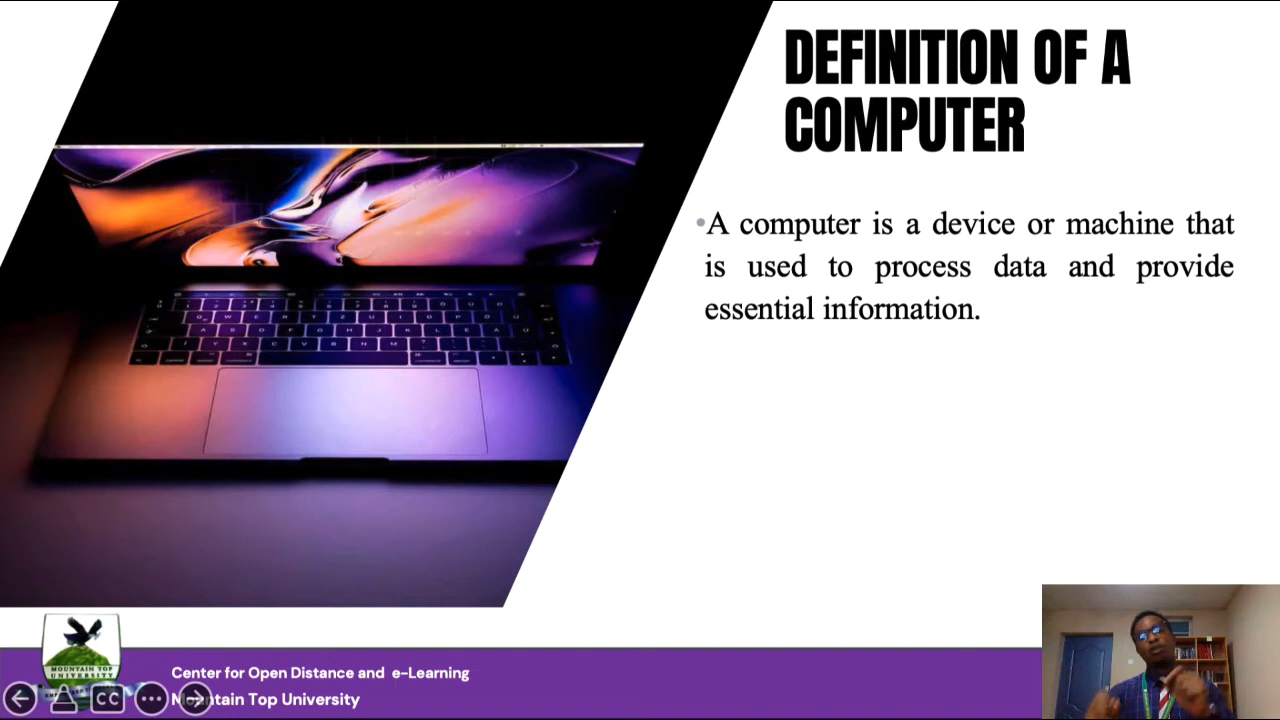 DEFINITION OF A
COMPUTER
•A computer is a device or machine that
is used to process data and provide
essential information.
MOUNTAIN TOP
UNIVERSITY
Center for Open Distance and e-Learning
Mountain Top University
CC